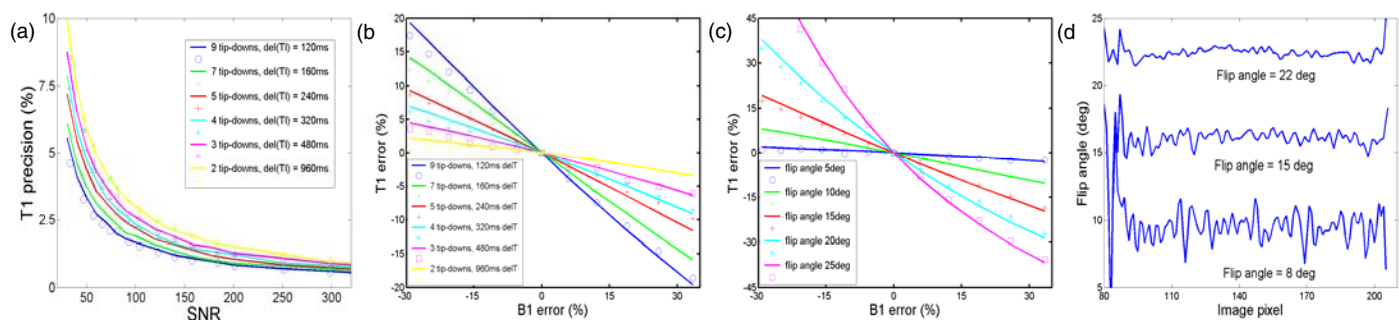 (a)
T1 precision (%)
10
7.5
5
2.5
0
9 tip-downs, del(TI) = 120ms
7 tip-downs, del(TI) = 160ms
5 tip-downs, del(TI) = 240ms
4 tip-downs, del(TI) = 320ms
3 tip-downs, del(TI) = 480ms
2 tip-downs, del(TI) = 960ms
50 100 150 200 250 300
SNR
(b)
T1 error (%)
20
15
10
5
0
-5
-10
-15
-20
9 tip-downs, 120ms delT
7 tip-downs, 160ms delT
5 tip-downs, 240ms delT
4 tip-downs, 320ms delT
3 tip-downs, 480ms delT
2 tip-downs, 960ms delT
-30 -15 0 15 30
B1 error (%)
(c)
T1 error (%)
45
30
15
0
-15
-30
-45
flip angle 5deg
flip angle 10deg
flip angle 15deg
flip angle 20deg
flip angle 25deg
-30 -15 0 15 30
B1 error (%)
(d)
Flip angle (deg)
25
20
15
10
5
Flip angle = 22 deg
Flip angle = 15 deg
Flip angle = 8 deg
80 110 140 170 200
Image pixel